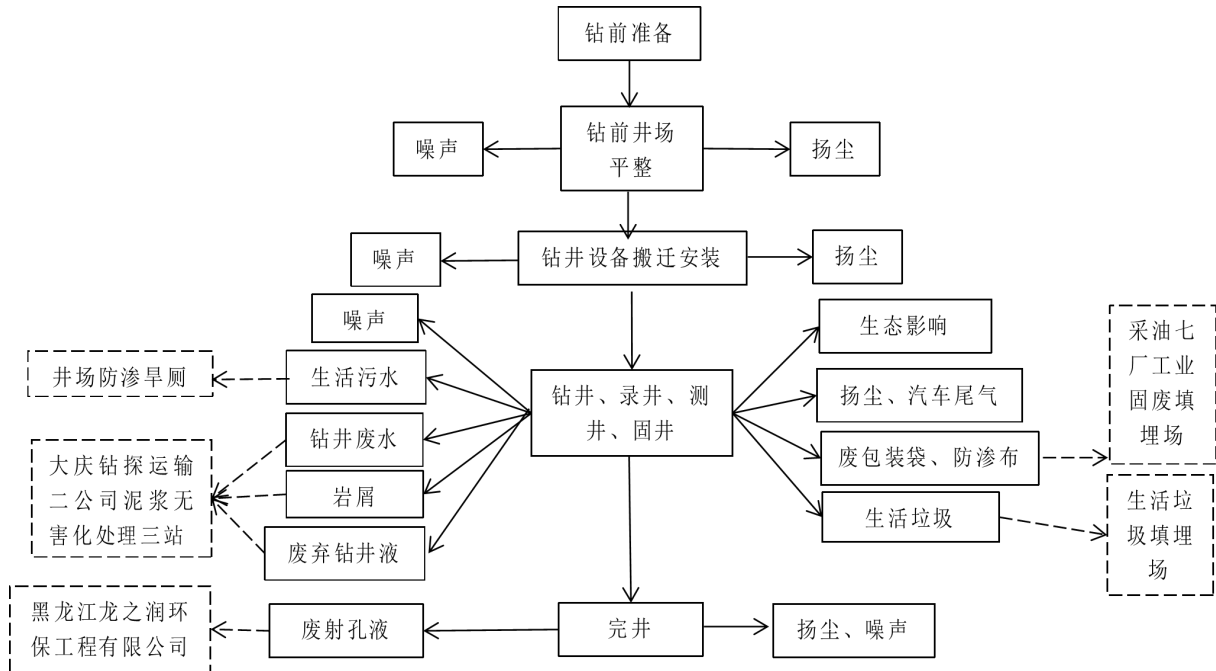 钻前准备
噪声
钻前井场
平整
扬尘
噪声
钻井设备搬迁安装
扬尘
噪声
生态影响
采油七
厂工业
固废填
埋场
井场防渗旱厕
生活污水
钻井、录井、测
井、固井
扬尘、汽车尾气
钻井废水
废包装袋、防渗布
大庆钻探运输
二公司泥浆无
害化处理三站
岩屑
生活垃圾
生活垃
圾填埋
场
废弃钻井液
黑龙江龙之润环
保工程有限公司
废射孔液
完井
扬尘、噪声